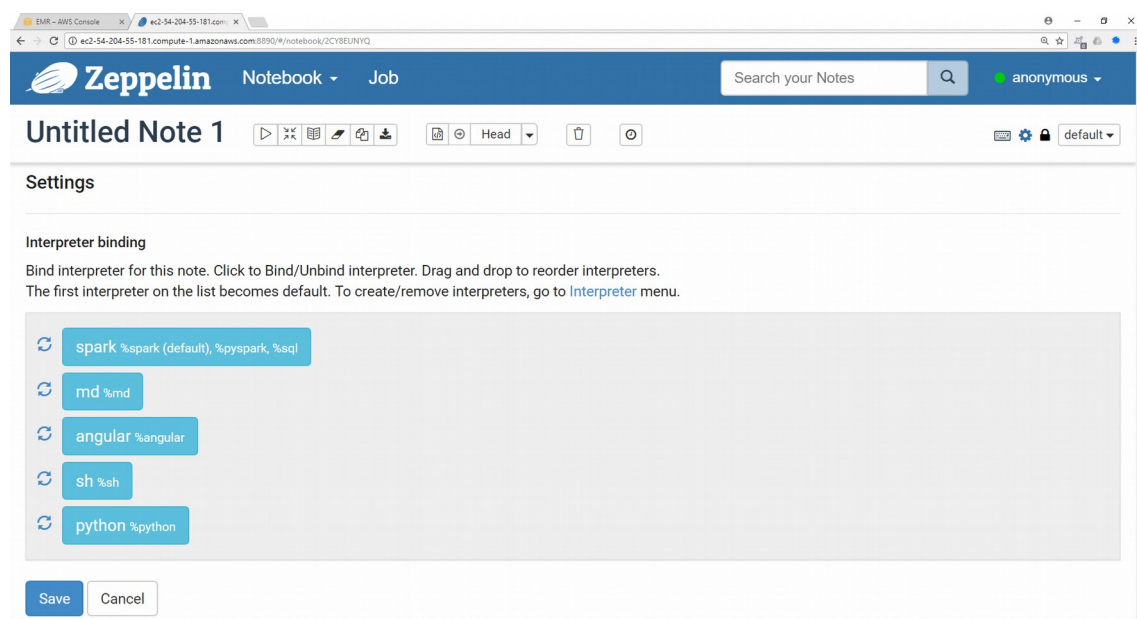 EMR – AWS Console
ec2-54-204-55-181.com
ec2-54-204-55-181.compute-1.amazonaws.com:8890/#/notebook/2CY8EUNYQ
Zeppelin Notebook Job Search your Notes anonymous
Untitled Note 1 Head default
Settings
Interpreter binding
Bind interpreter for this note. Click to Bind/Unbind interpreter. Drag and drop to reorder interpreters.
The first interpreter on the list becomes default. To create/remove interpreters, go to Interpreter menu.
spark %spark (default), %pyspark, %sql
md %md
angular %angular
sh %sh
python %python
Save Cancel